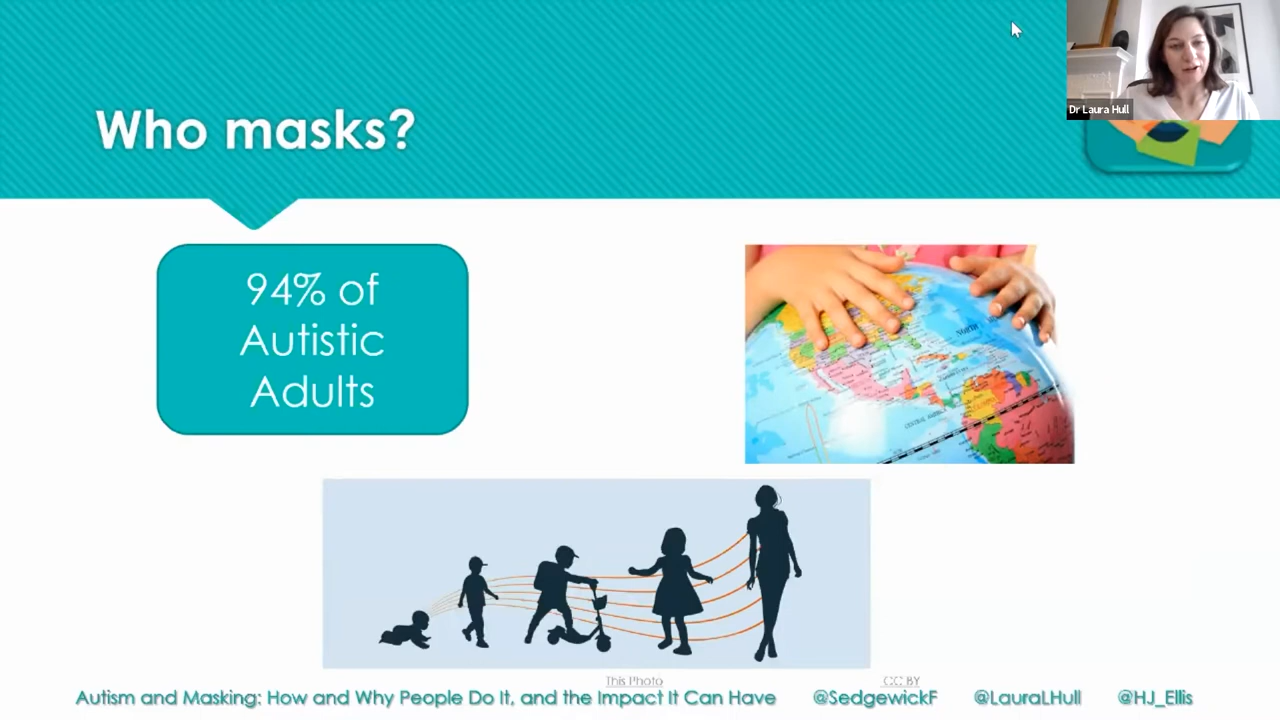 Dr Laura Hull
Who masks?
94% of
Autistic
Adults
NORTH
This Photo
CC BY
Autism and Masking: How and Why People Do It, and the Impact It Can Have @SedgewickF @LauraLHull @HJ_Ellis